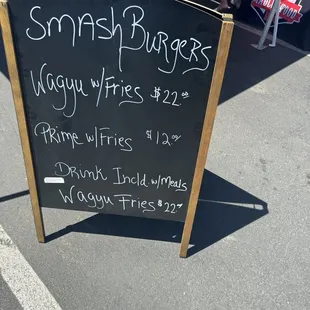 SmAshBurgers
Wagyu w/Fries $22.00
Prime w/Fries $12.00
Drink Incld w/meals
Wagyu Fries $22.00